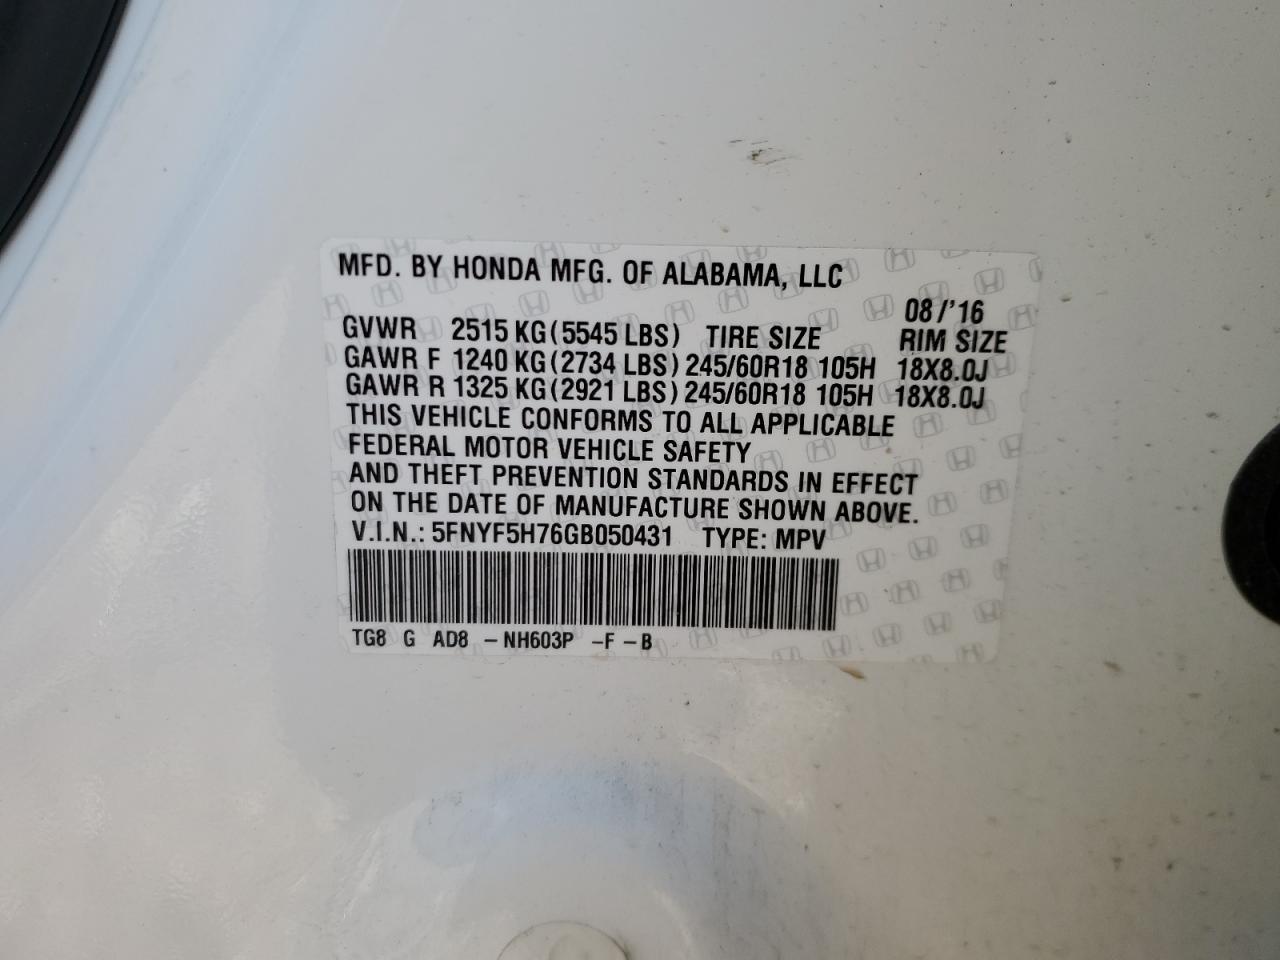 MFD. BY HONDA MFG. OF ALABAMA, LLC
08/'16
GVWR 2515 KG (5545 LBS) TIRE SIZE RIM SIZE
GAWR F 1240 KG (2734 LBS) 245/60R18 105H 18X8.0J
GAWR R 1325 KG (2921 LBS) 245/60R18 105H 18X8.0J
THIS VEHICLE CONFORMS TO ALL APPLICABLE
FEDERAL MOTOR VEHICLE SAFETY
AND THEFT PREVENTION STANDARDS IN EFFECT
ON THE DATE OF MANUFACTURE SHOWN ABOVE.
V.I.N.: 5FNYF5H76GB050431 TYPE: MPV
TG8 G AD8 -NH603P -F -B